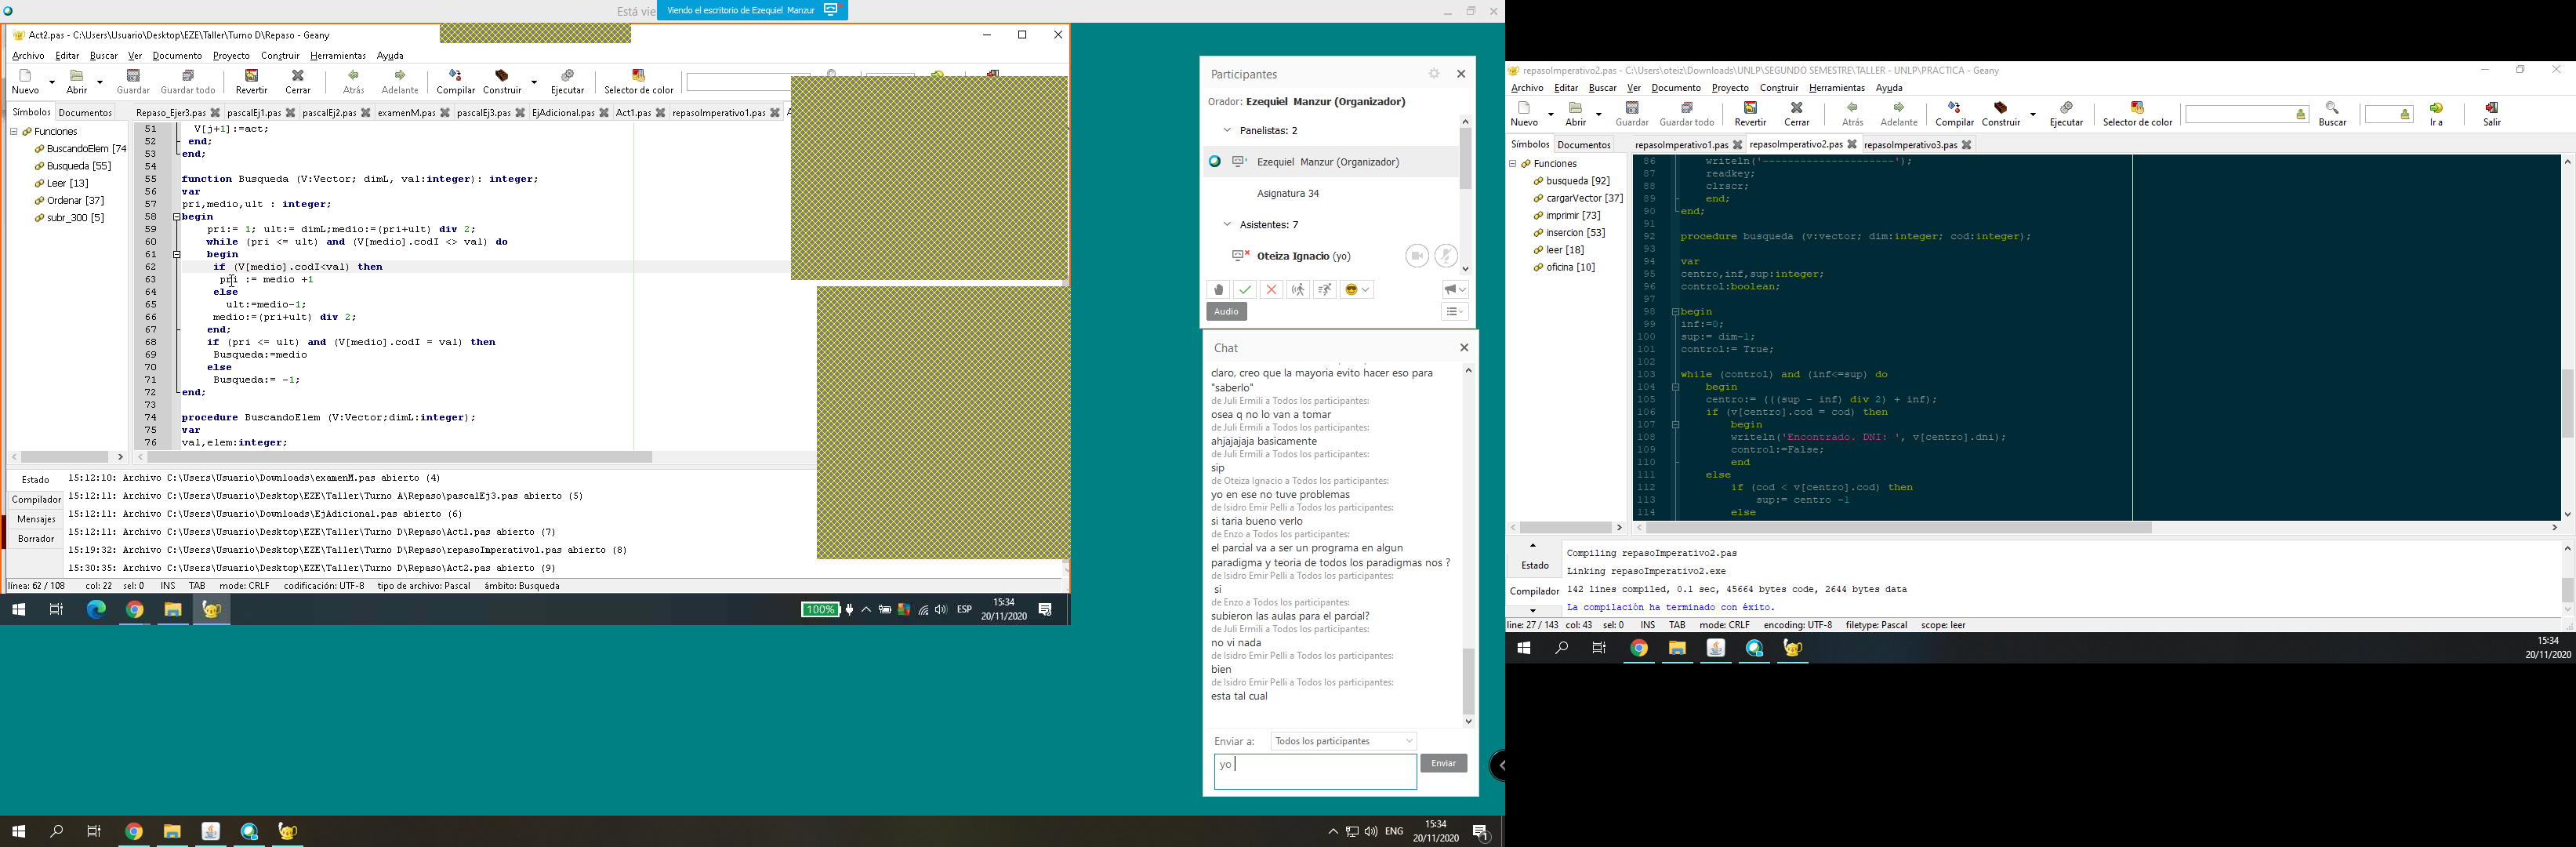 Está vie
Viendo el escritorio de Ezequiel Manzur
Act2.pas - C:\Users\Usuario\Desktop\EZE\Taller\Turno D\Repaso - Geany
Archivo Editar Buscar Ver Documento Proyecto Construir Herramientas Ayuda
Nuevo Abrir Guardar Guardar todo Revertir Cerrar Atrás Adelante Compilar Construir Ejecutar Selector de color
Símbolos Documentos
Repaso_Ejer3.pas pascalEj1.pas pascalEj2.pas examenM.pas pascalEj3.pas EjAdicional.pas Act1.pas repasoImperativo1.pas
Funciones
BuscandoElem [74
Busqueda [55]
Leer [13]
Ordenar [37]
subr_300 [5]
51 V[j+1]:=act;
52 end;
53 end;
54
55 function Busqueda (V:Vector; dimL, val:integer): integer;
56 var
57 pri,medio,ult : integer;
58 begin
59 pri:= 1; ult:= dimL;medio:=(pri+ult) div 2;
60 while (pri <= ult) and (V[medio].codI <> val) do
61 begin
62 if (V[medio].codI<val) then
63 pri := medio +1
64 else
65 ult:=medio-1;
66 medio:=(pri+ult) div 2;
67 end;
68 if (pri <= ult) and (V[medio].codI = val) then
69 Busqueda:=medio
70 else
71 Busqueda:= -1;
72 end;
73
74 procedure BuscandoElem (V:Vector;dimL:integer);
75 var
76 val,elem:integer;
Estado
Compilador
Mensajes
Borrador
15:12:10: Archivo C:\Users\Usuario\Downloads\examenM.pas abierto (4)
15:12:11: Archivo C:\Users\Usuario\Desktop\EZE\Taller\Turno A\Repaso\pascalEj3.pas abierto (5)
15:12:11: Archivo C:\Users\Usuario\Downloads\EjAdicional.pas abierto (6)
15:12:11: Archivo C:\Users\Usuario\Desktop\EZE\Taller\Turno D\Repaso\Act1.pas abierto (7)
15:19:32: Archivo C:\Users\Usuario\Desktop\EZE\Taller\Turno D\Repaso\repasoImperativo1.pas abierto (8)
15:30:35: Archivo C:\Users\Usuario\Desktop\EZE\Taller\Turno D\Repaso\Act2.pas abierto (9)
línea: 62 / 108 col: 22 sel: 0 INS TAB mode: CRLF codificación: UTF-8 tipo de archivo: Pascal ámbito: Busqueda
100% ESP 15:34
20/11/2020
Participantes
Orador: Ezequiel Manzur (Organizador)
Panelistas: 2
Ezequiel Manzur (Organizador)
Asignatura 34
Asistentes: 7
Oteiza Ignacio (yo)
Audio
Chat
claro, creo que la mayoria evito hacer eso para
"saberlo"
de Juli Ermili a Todos los participantes:
osea q no lo van a tomar
de Juli Ermili a Todos los participantes:
ahjajajaja basicamente
de Juli Ermili a Todos los participantes:
sip
de Oteiza Ignacio a Todos los participantes:
yo en ese no tuve problemas
de Isidro Emir Pelli a Todos los participantes:
si taria bueno verlo
de Enzo a Todos los participantes:
el parcial va a ser un programa en algun
paradigma y teoria de todos los paradigmas nos ?
de Isidro Emir Pelli a Todos los participantes:
si
de Enzo a Todos los participantes:
subieron las aulas para el parcial?
de Juli Ermili a Todos los participantes:
no vi nada
de Isidro Emir Pelli a Todos los participantes:
bien
de Isidro Emir Pelli a Todos los participantes:
esta tal cual
Enviar a: Todos los participantes
yo
Enviar
ENG 15:34
20/11/2020 1
repasoImperativo2.pas - C:\Users\oteiz\Downloads\UNLP\SEGUNDO SEMESTRE\TALLER - UNLP\PRACTICA - Geany
Archivo Editar Buscar Ver Documento Proyecto Construir Herramientas Ayuda
Nuevo Abrir Guardar Guardar todo Revertir Cerrar Atrás Adelante Compilar Construir Ejecutar Selector de color Buscar Ir a Salir
Símbolos Documentos
repasoImperativo1.pas repasoImperativo2.pas repasoImperativo3.pas
Funciones
busqueda [92]
cargarVector [37]
imprimir [73]
insercion [53]
leer [18]
oficina [10]
86 writeln('---------------------');
87 readkey;
88 clrscr;
89 end;
90 end;
91
92 procedure busqueda (v:vector; dim:integer; cod:integer);
93
94 var
95 centro,inf,sup:integer;
96 control:boolean;
97
98 begin
99 inf:=0;
100 sup:= dim-1;
101 control:= True;
102
103 while (control) and (inf<=sup) do
104 begin
105 centro:= (((sup - inf) div 2) + inf);
106 if (v[centro].cod = cod) then
107 begin
108 writeln('Encontrado. DNI: ', v[centro].dni);
109 control:=False;
110 end
111 else
112 if (cod < v[centro].cod) then
113 sup:= centro -1
114 else
Estado
Compilador
Compiling repasoImperativo2.pas
Linking repasoImperativo2.exe
142 lines compiled, 0.1 sec, 45664 bytes code, 2644 bytes data
La compilación ha terminado con éxito.
line: 27 / 143 col: 43 sel: 0 INS TAB mode: CRLF encoding: UTF-8 filetype: Pascal scope: leer
15:34
20/11/2020